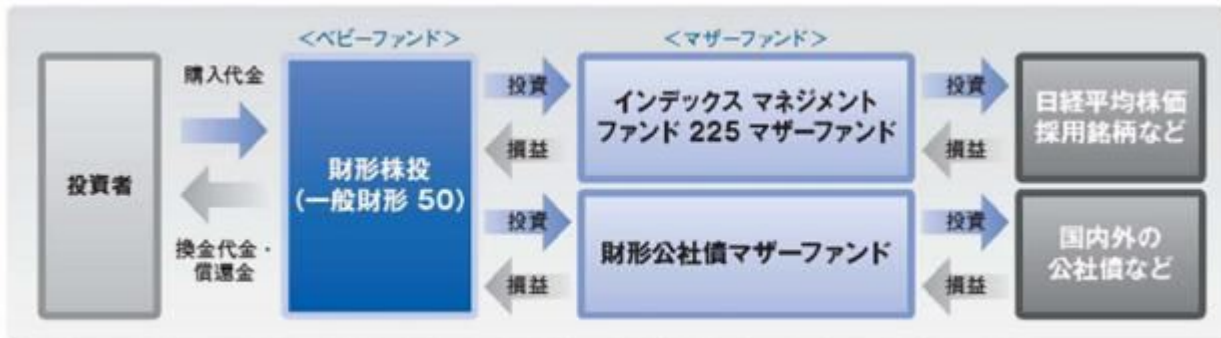 <ベビーファンド>
<マザーファンド>
投資者
購入代金
換金代金・
償還金
財形株投
(一般財形 50)
投資
損益
投資
損益
インデックス マネジメント
ファンド 225 マザーファンド
財形公社債マザーファンド
投資
損益
投資
損益
日経平均株価
採用銘柄など
国内外の
公社債など